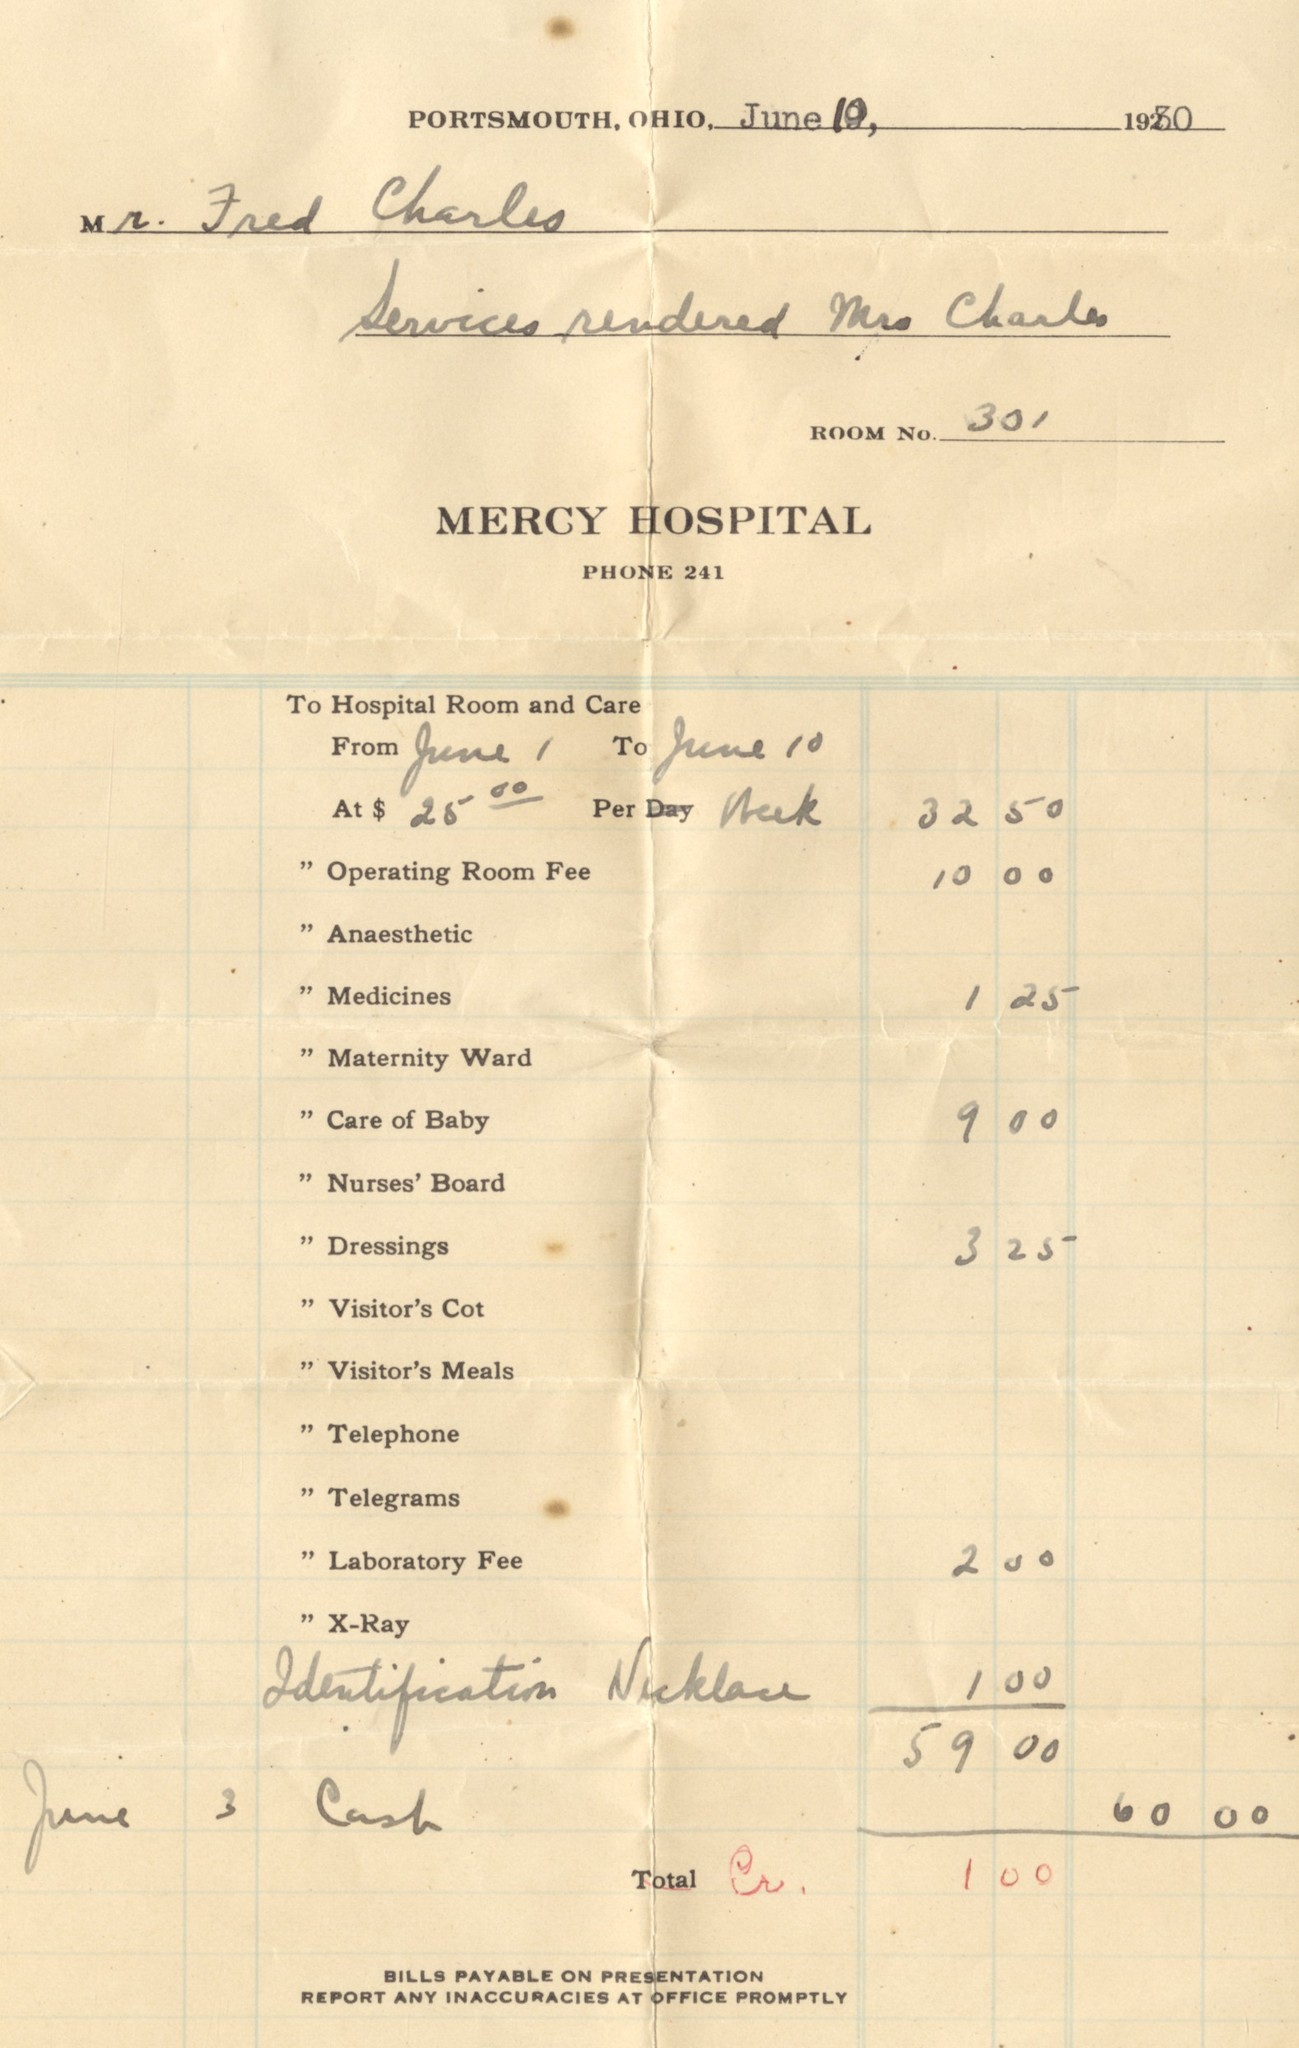 PORTSMOUTH, OHIO, June 10, 1930
Mr. Fred Charles
Services rendered Mrs Charles
ROOM No. 301
MERCY HOSPITAL
PHONE 241
To Hospital Room and Care
From June 1 To June 10
At $ 25 00 Per Day Week 32 50
" Operating Room Fee 10 00
" Anaesthetic
" Medicines 1 25
" Maternity Ward
" Care of Baby 9 00
" Nurses' Board
" Dressings 3 25
" Visitor's Cot
" Visitor's Meals
" Telephone
" Telegrams
" Laboratory Fee 2 00
" X-Ray
Identification Necklace 1 00
59 00
June 3 Cash 60 00
Total Cr. 1 00
BILLS PAYABLE ON PRESENTATION
REPORT ANY INACCURACIES AT OFFICE PROMPTLY